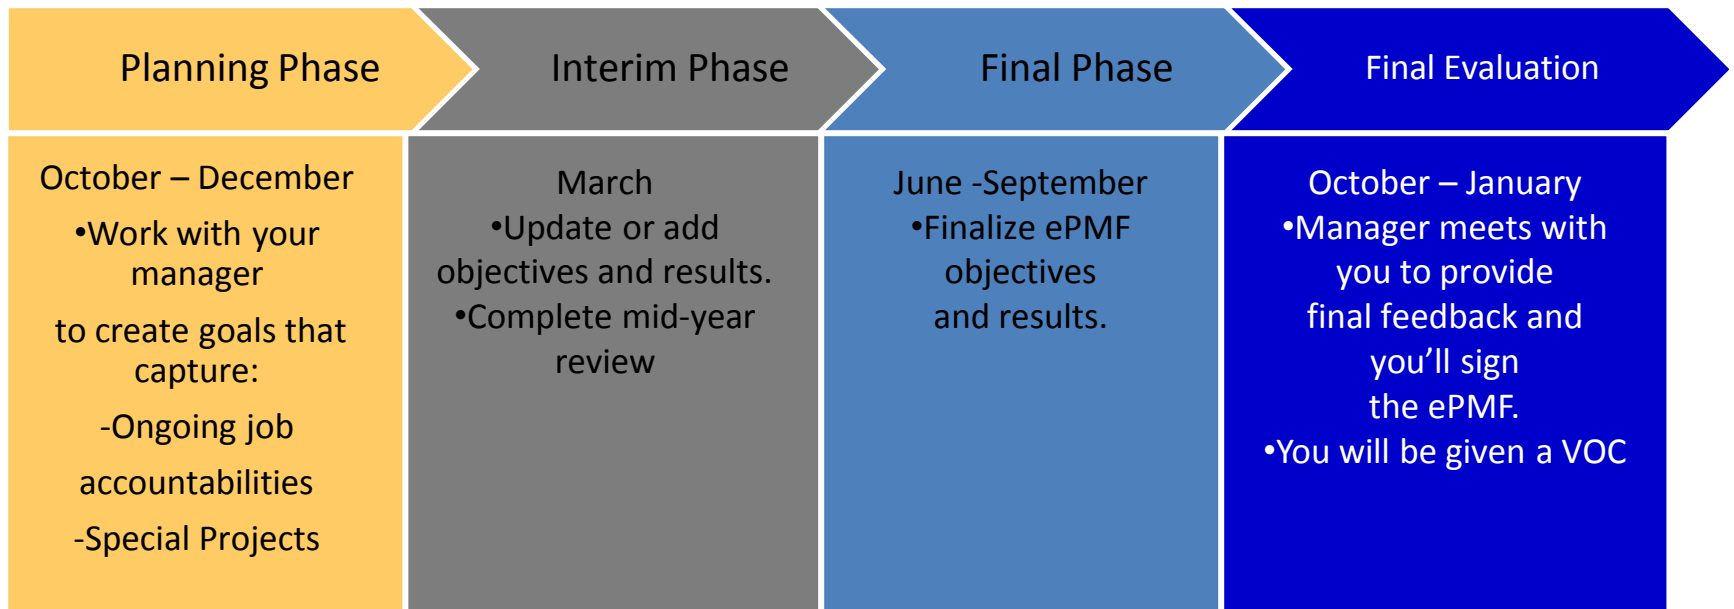 Planning Phase
Interim Phase
Final Phase
Final Evaluation
October – December
•Work with your
manager
to create goals that
capture:
-Ongoing job
accountabilities
-Special Projects
March
•Update or add
objectives and results.
•Complete mid-year
review
June -September
•Finalize ePMF
objectives
and results.
October – January
•Manager meets with
you to provide
final feedback and
you’ll sign
the ePMF.
•You will be given a VOC